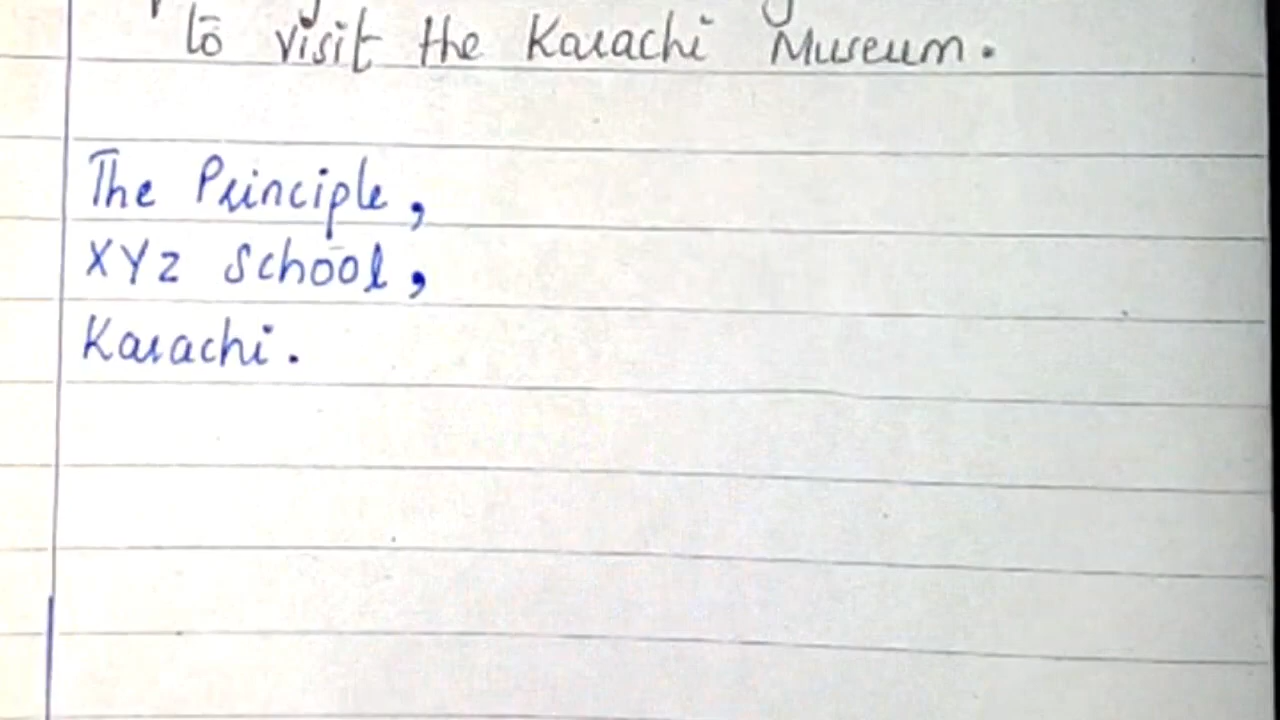 to visit the Karachi Museum.
The Principle,
XYZ School,
Karachi.